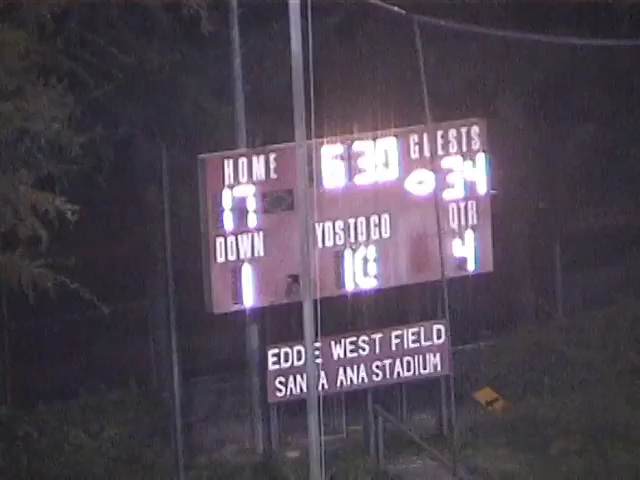 HOME 6:30 GUESTS
17 34
DOWN YDS TO GO QTR
1 10 4
EDDIE WEST FIELD
SANTA ANA STADIUM